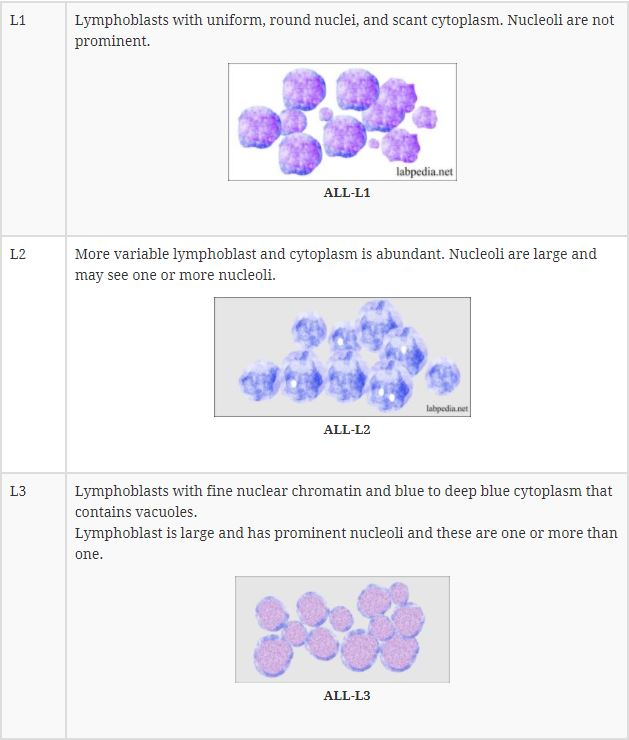 L1
Lymphoblasts with uniform, round nuclei, and scant cytoplasm. Nucleoli are not
prominent.
labpedia.net
ALL-L1
L2
More variable lymphoblast and cytoplasm is abundant. Nucleoli are large and
may see one or more nucleoli.
labpedia.net
ALL-L2
L3
Lymphoblasts with fine nuclear chromatin and blue to deep blue cytoplasm that
contains vacuoles.
Lymphoblast is large and has prominent nucleoli and these are one or more than
one.
ALL-L3